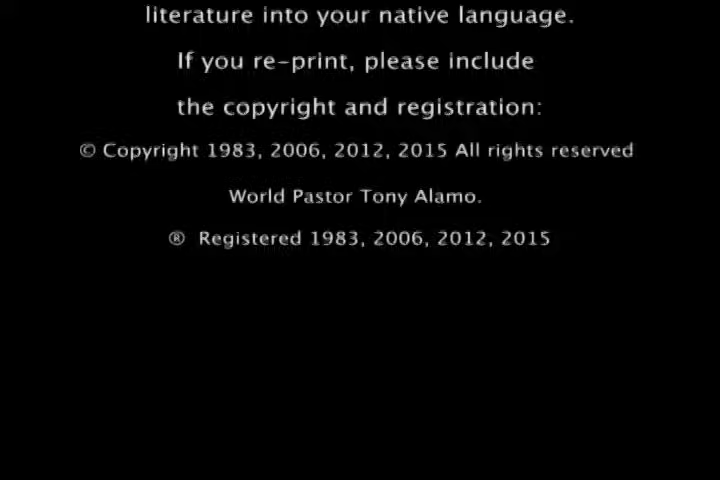 literature into your native language.
If you re-print, please include
the copyright and registration:
© Copyright 1983, 2006, 2012, 2015 All rights reserved
World Pastor Tony Alamo.
® Registered 1983, 2006, 2012, 2015